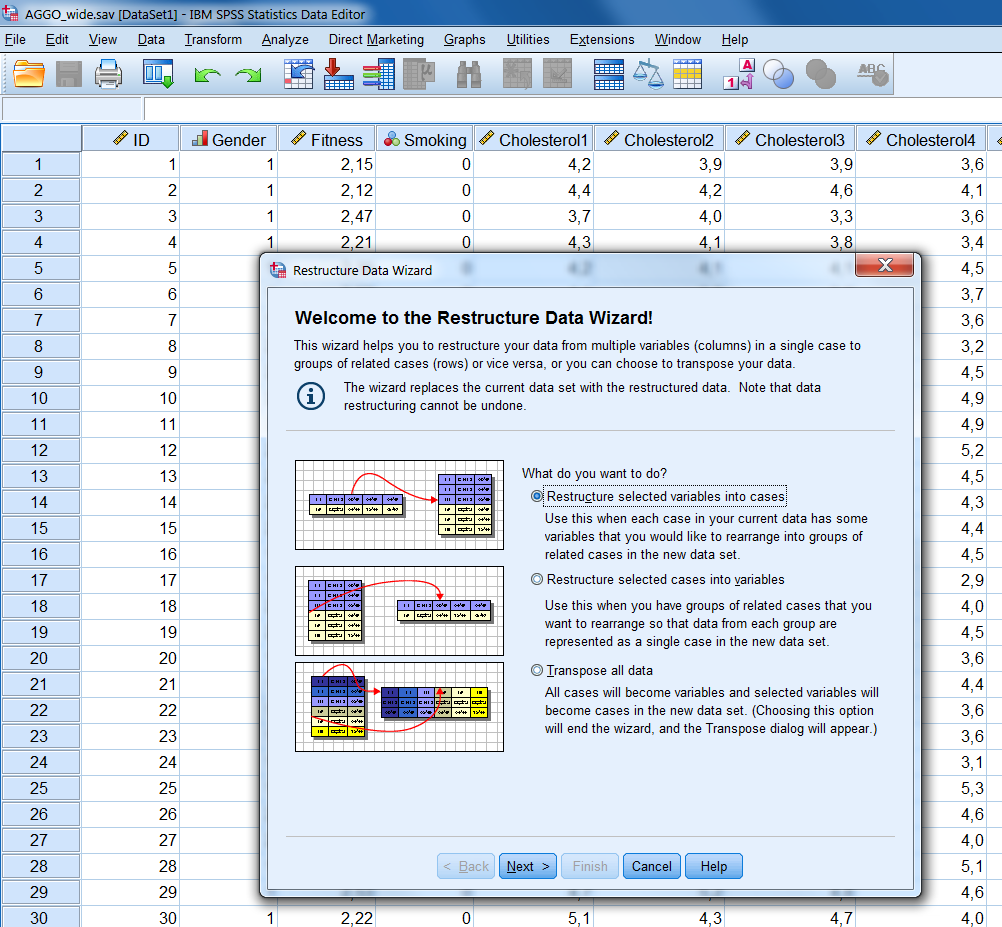 AGGO_wide.sav [DataSet1] - IBM SPSS Statistics Data Editor
File Edit View Data Transform Analyze Direct Marketing Graphs Utilities Extensions Window Help
1 A
ABC
ID Gender Fitness Smoking Cholesterol1 Cholesterol2 Cholesterol3 Cholesterol4
1 1 1 2,15 0 4,2 3,9 3,9 3,6
2 2 1 2,12 0 4,4 4,2 4,6 4,1
3 3 1 2,47 0 3,7 4,0 3,3 3,6
4 4 1 2,21 0 4,3 4,1 3,8 3,4
5 5 4,5
6 6 3,7
7 7 3,6
8 8 3,2
9 9 4,5
10 10 4,9
11 11 4,9
12 12 5,2
13 13 4,5
14 14 4,3
15 15 4,4
16 16 4,5
17 17 2,9
18 18 4,0
19 19 4,5
20 20 3,6
21 21 4,4
22 22 3,6
23 23 3,6
24 24 3,1
25 25 5,3
26 26 4,6
27 27 4,0
28 28 5,1
29 29 4,6
30 30 1 2,22 0 5,1 4,3 4,7 4,0
Restructure Data Wizard
Welcome to the Restructure Data Wizard!
This wizard helps you to restructure your data from multiple variables (columns) in a single case to
groups of related cases (rows) or vice versa, or you can choose to transpose your data.
The wizard replaces the current data set with the restructured data. Note that data
restructuring cannot be undone.
What do you want to do?
Restructure selected variables into cases
Use this when each case in your current data has some
variables that you would like to rearrange into groups of
related cases in the new data set.
Restructure selected cases into variables
Use this when you have groups of related cases that you
want to rearrange so that data from each group are
represented as a single case in the new data set.
Transpose all data
All cases will become variables and selected variables will
become cases in the new data set. (Choosing this option
will end the wizard, and the Transpose dialog will appear.)
< Back Next > Finish Cancel Help